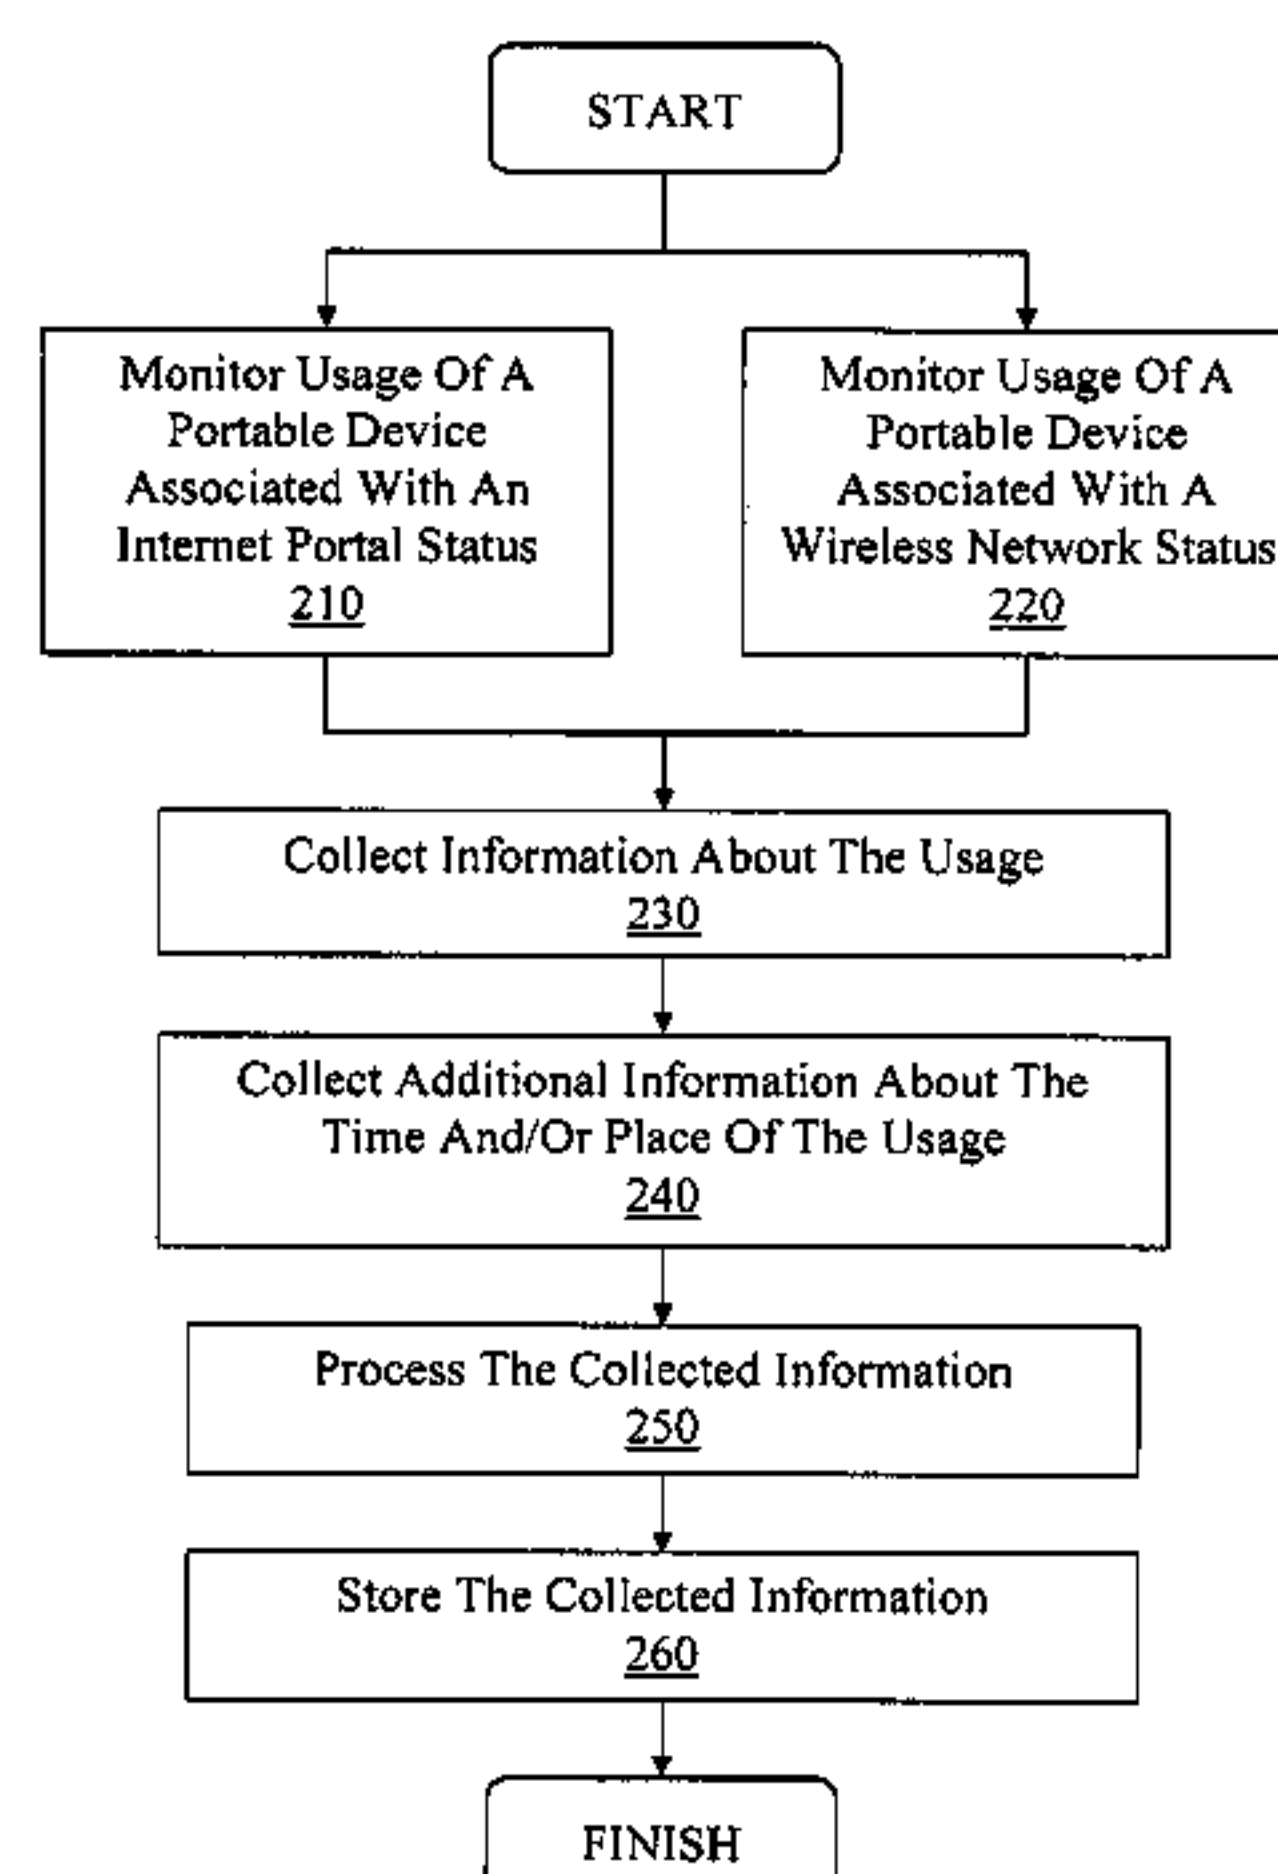 START
Monitor Usage Of A
Portable Device
Associated With An
Internet Portal Status
210
Monitor Usage Of A
Portable Device
Associated With A
Wireless Network Status
220
Collect Information About The Usage
230
Collect Additional Information About The
Time And/Or Place Of The Usage
240
Process The Collected Information
250
Store The Collected Information
260
FINISH